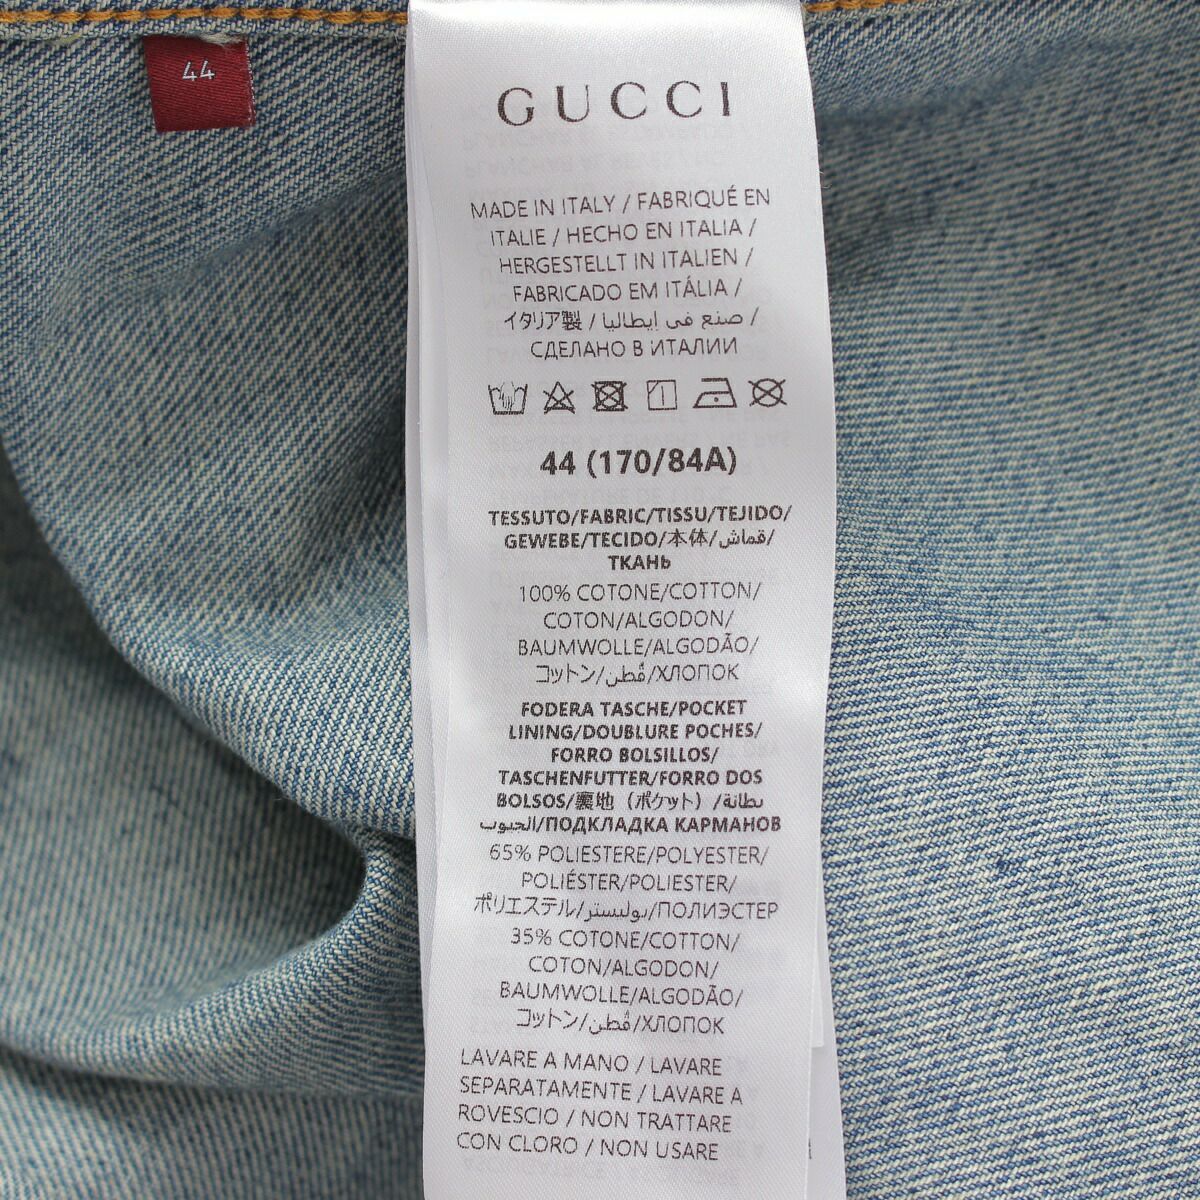 44
GUCCI
MADE IN ITALY / FABRIQUÉ EN
ITALIE / HECHO EN ITALIA /
HERGESTELLT IN ITALIEN /
FABRICADO EM ITÁLIA /
イタリア製 / صنع في إيطاليا /
СДЕЛАНО В ИТАЛИИ
44 (170/84A)
TESSUTO/FABRIC/TISSU/TEJIDO/
GEWEBE/TECIDO/本体/قماش/
ТКАНЬ
100% COTONE/COTTON/
COTON/ALGODON/
BAUMWOLLE/ALGODÃO/
コットン/قُطن/ХЛОПОК
FODERA TASCHE/POCKET
LINING/DOUBLURE POCHES/
FORRO BOLSILLOS/
TASCHENFUTTER/FORRO DOS
BOLSOS/裏地（ポケット）/بطانة
الجيوب/ПОДКЛАДКА КАРМАНОВ
65% POLIESTERE/POLYESTER/
POLIÉSTER/POLIESTER/
ポリエステル/بوليستر/ПОЛИЭСТЕР
35% COTONE/COTTON/
COTON/ALGODON/
BAUMWOLLE/ALGODÃO/
コットン/قُطن/ХЛОПОК
LAVARE A MANO / LAVARE
SEPARATAMENTE / LAVARE A
ROVESCIO / NON TRATTARE
CON CLORO / NON USARE